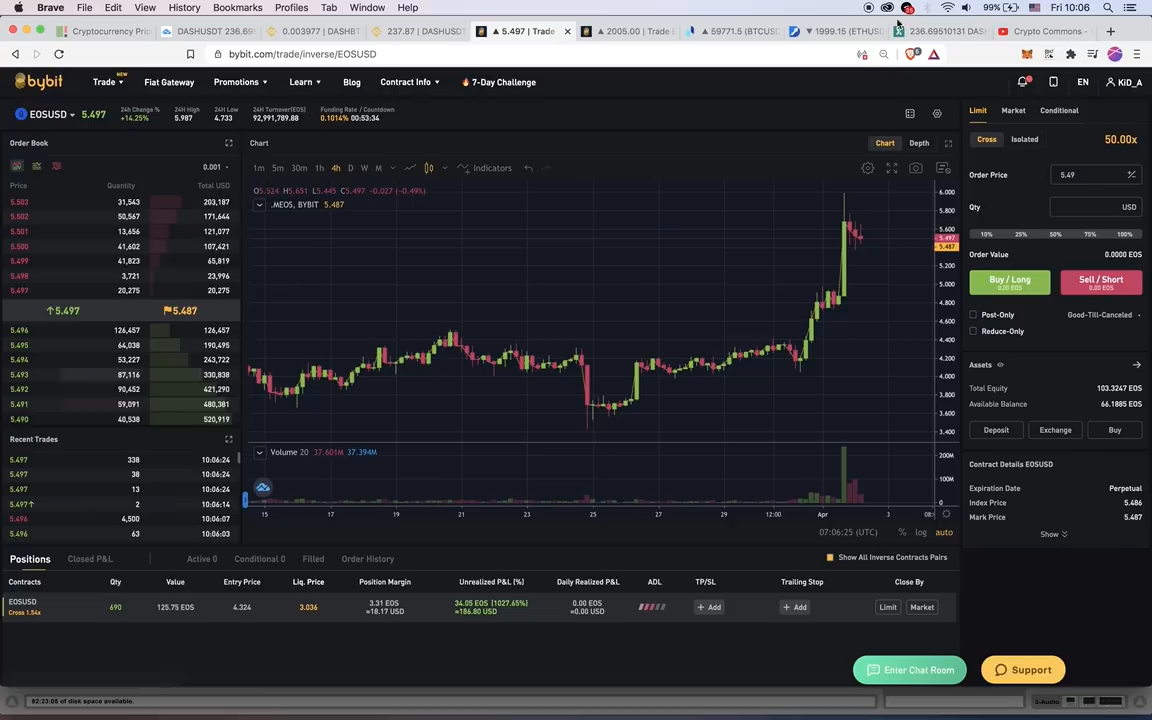 Brave File Edit View History Bookmarks Profiles Tab Window Help 99% Fri 10:06
Cryptocurrency Pric DASHUSDT 236.69 0.003977 | DASH 237.87 | DASHUSDT ▲ 5.497 | Trade × ▲ 2005.00 | Trade ▲ 59771.5 (BTCUSD ▼ 1999.15 (ETHUS 236.69510131 DAS Crypto Commons -
bybit.com/trade/inverse/EOSUSD
bybit Trade NEW Fiat Gateway Promotions Learn Blog Contract Info 7-Day Challenge EN KiD_A
EOSUSD 5.497
24h Change % 24H High 24H Low 24H Turnover(EOS) Funding Rate / Countdown
+14.25% 5.987 4.733 92,991,789.88 0.1014% 00:53:34
Order Book
0.001
Price Quantity Total USD
5.503 31,543 203,187
5.502 50,567 171,644
5.501 13,656 121,077
5.500 41,602 107,421
5.499 41,823 65,819
5.498 3,721 23,996
5.497 20,275 20,275
↑5.497 5.487
5.496 126,457 126,457
5.495 64,038 190,495
5.494 53,227 243,722
5.493 87,116 330,838
5.492 90,452 421,290
5.491 59,091 480,381
5.490 40,538 520,919
Recent Trades
5.497 338 10:06:24
5.497 38 10:06:24
5.497 13 10:06:24
5.497↑ 2 10:06:14
5.496 4,500 10:06:07
5.496 63 10:06:03
Chart
Chart Depth
1m 5m 30m 1h 4h D W M Indicators
O5.524 H5.651 L5.445 C5.497 -0.027 (-0.49%)
.MEOS, BYBIT 5.487
6.000
5.800
5.600
5.497
5.487
5.200
5.000
4.800
4.600
4.400
4.200
4.000
3.800
3.600
3.400
Volume 20 37.601M 37.394M
200M
100M
0
15 17 19 21 23 25 27 29 12:00 Apr 3 08:
07:06:25 (UTC) % log auto
Limit Market Conditional
Cross Isolated 50.00x
Order Price 5.49
Qty USD
10% 25% 50% 75% 100%
Order Value 0.0000 EOS
Buy / Long
0.00 EOS
Sell / Short
0.00 EOS
Post-Only Good-Till-Canceled
Reduce-Only
Assets
Total Equity 103.3247 EOS
Available Balance 66.1885 EOS
Deposit Exchange Buy
Contract Details EOSUSD
Expiration Date Perpetual
Index Price 5.486
Mark Price 5.487
Show
Positions Closed P&L Active 0 Conditional 0 Filled Order History Show All Inverse Contracts Pairs
Contracts Qty Value Entry Price Liq. Price Position Margin Unrealized P&L (%) Daily Realized P&L ADL TP/SL Trailing Stop Close By
EOSUSD
Cross 1.54x
690 125.75 EOS 4.324 3.036
3.31 EOS
≈18.17 USD
34.05 EOS (1027.65%)
≈186.80 USD
0.00 EOS
≈0.00 USD
+ Add + Add Limit Market
Enter Chat Room Support
82:23:05 of disk space available.
3-Audio